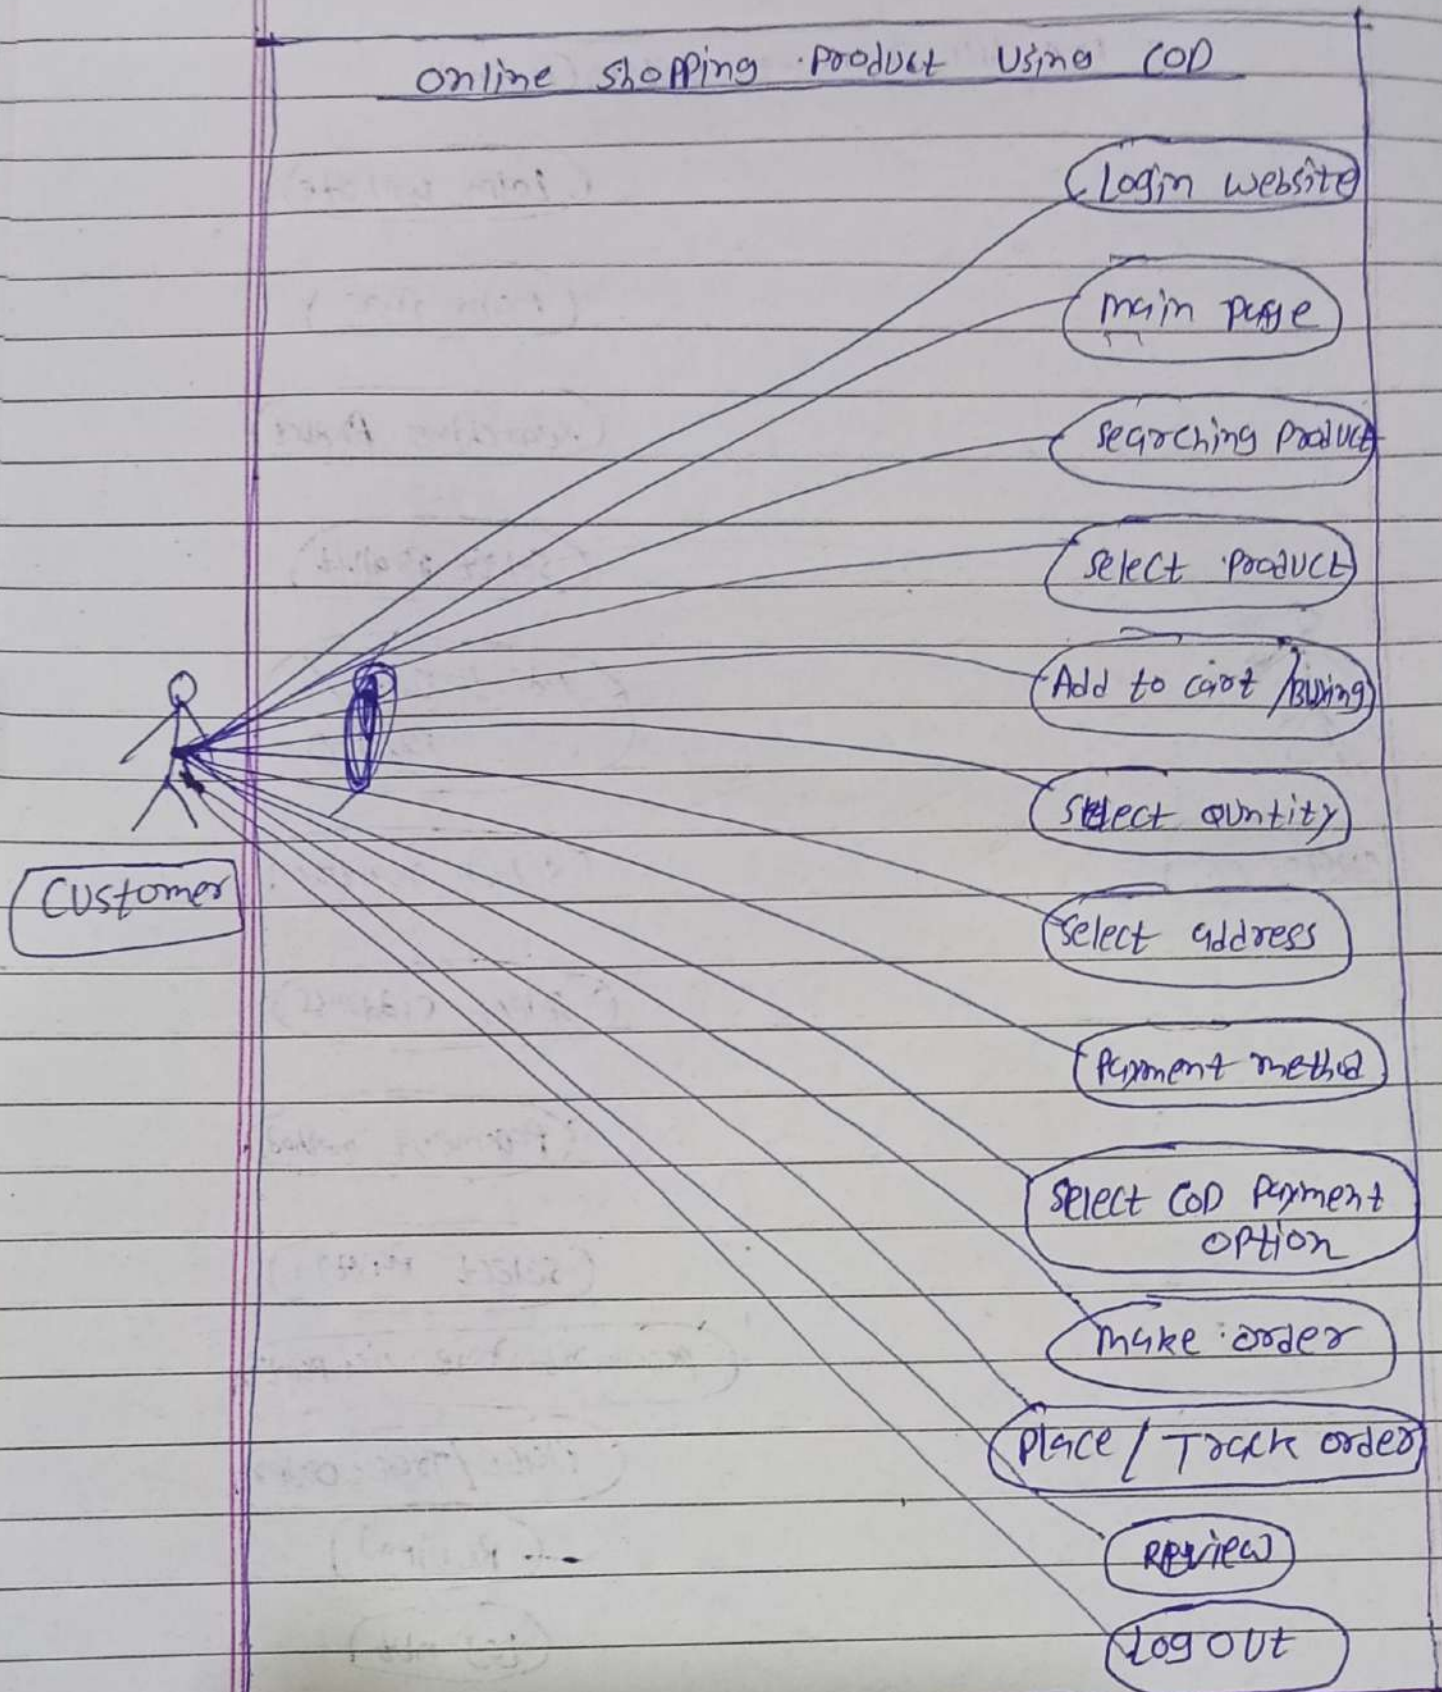 Online shopping product using COD
Login website
main page
searching product
select product
Add to cart / Buying
Customer
select quntity
select address
payment method
select COD payment
option
make order
place / Track order
Review
Log out